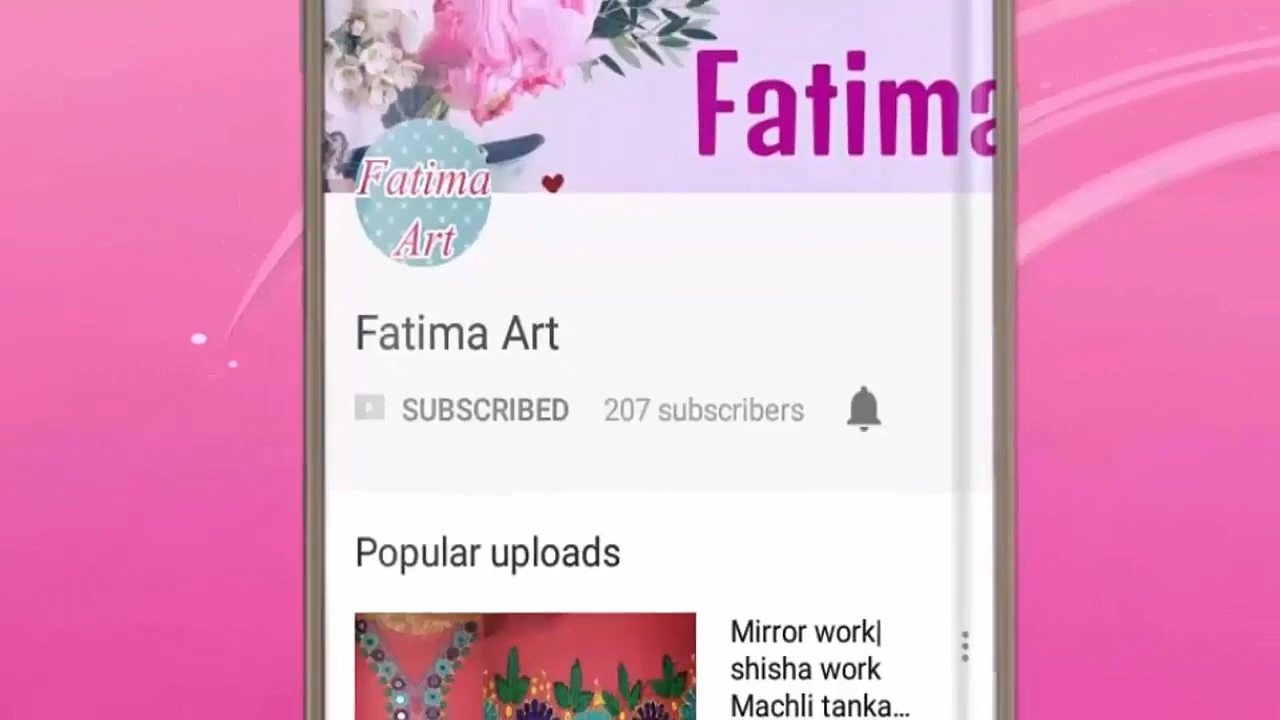 Fatima
Fatima
Art
Fatima Art
SUBSCRIBED 207 subscribers
Popular uploads
Mirror work|
shisha work
Machli tanka...